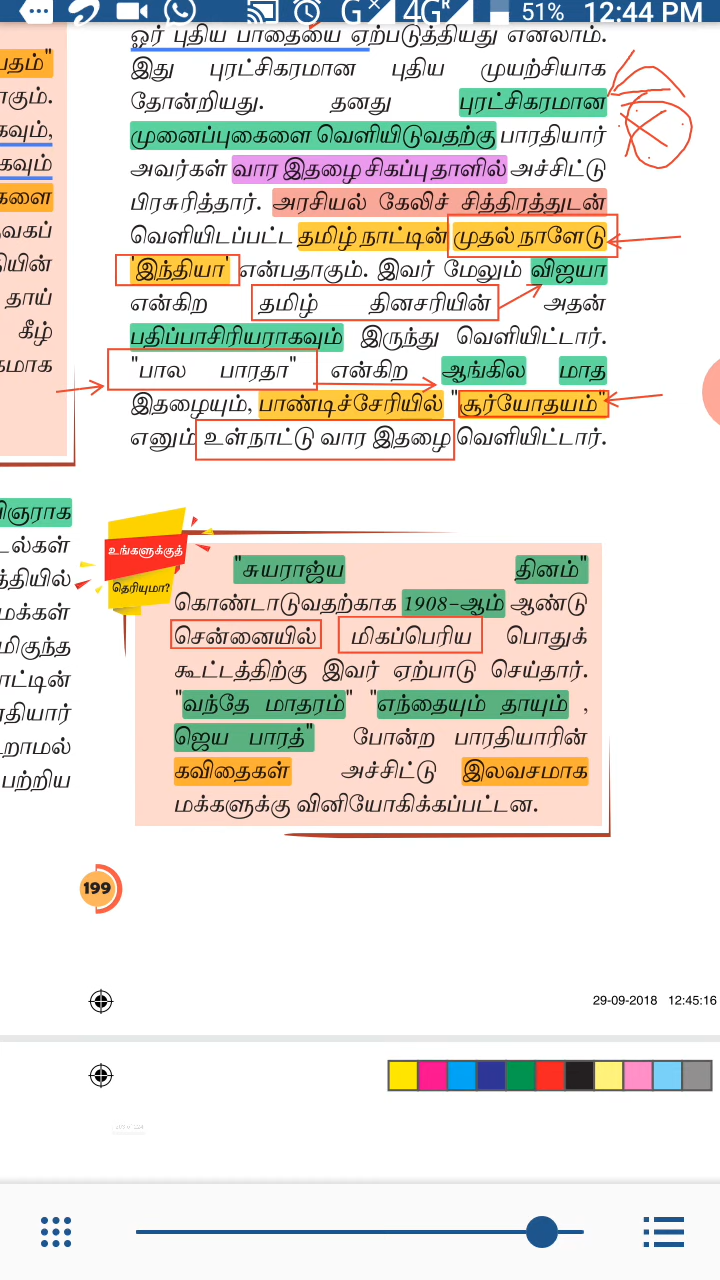 51% 12:44 PM
ஓர் புதிய பாதையை ஏற்படுத்தியது எனலாம்.
இது புரட்சிகரமான புதிய முயற்சியாக
தோன்றியது. தனது புரட்சிகரமான
முனைப்புகைளை வெளியிடுவதற்கு பாரதியார்
அவர்கள் வார இதழை சிகப்பு தாளில் அச்சிட்டு
பிரசுரித்தார். அரசியல் கேலிச் சித்திரத்துடன்
வெளியிடப்பட்ட தமிழ் நாட்டின் முதல் நாளேடு
'இந்தியா' என்பதாகும். இவர் மேலும் விஜயா
என்கிற தமிழ் தினசரியின் அதன்
பதிப்பாசிரியராகவும் இருந்து வெளியிட்டார்.
"பால பாரதா" என்கிற ஆங்கில மாத
இதழையும், பாண்டிச்சேரியில் "சூர்யோதயம்"
எனும் உள்நாட்டு வார இதழை வெளியிட்டார்.
உங்களுக்குத்
தெரியுமா?
"சுயராஜ்ய தினம்"
கொண்டாடுவதற்காக 1908-ஆம் ஆண்டு
சென்னையில் மிகப்பெரிய பொதுக்
கூட்டத்திற்கு இவர் ஏற்பாடு செய்தார்.
"வந்தே மாதரம்" "எந்தையும் தாயும் ,
ஜெய பாரத்" போன்ற பாரதியாரின்
கவிதைகள் அச்சிட்டு இலவசமாக
மக்களுக்கு வினியோகிக்கப்பட்டன.
199
29-09-2018 12:45:16